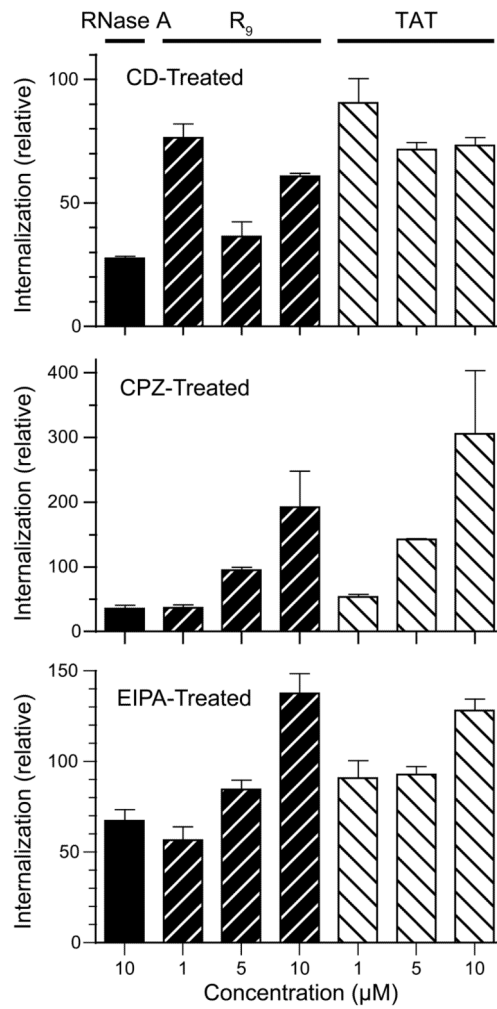 RNase A R₉ TAT
CD-Treated
Internalization (relative)
100
50
0
CPZ-Treated
Internalization (relative)
400
300
200
100
0
EIPA-Treated
Internalization (relative)
150
100
50
0
10 1 5 10 1 5 10
Concentration (μM)